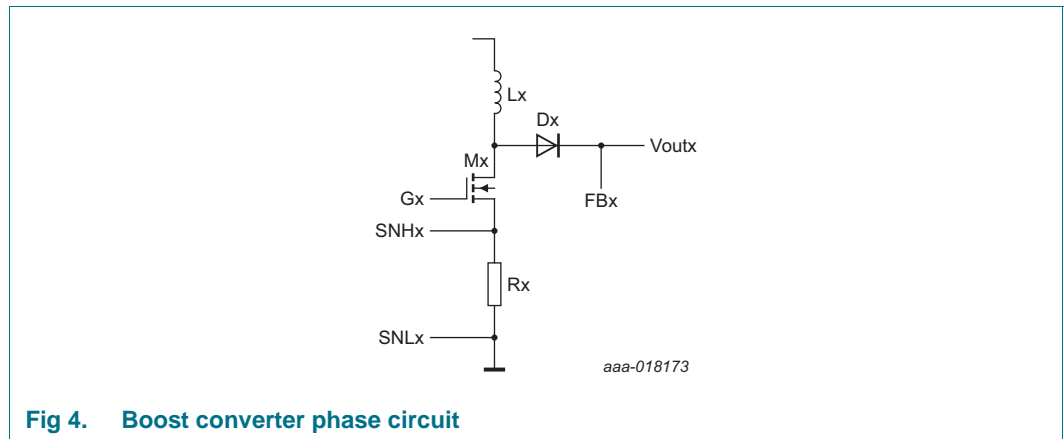 Lx
Dx
Voutx
Mx
Gx
FBx
SNHx
Rx
SNLx
aaa-018173
Fig 4. Boost converter phase circuit